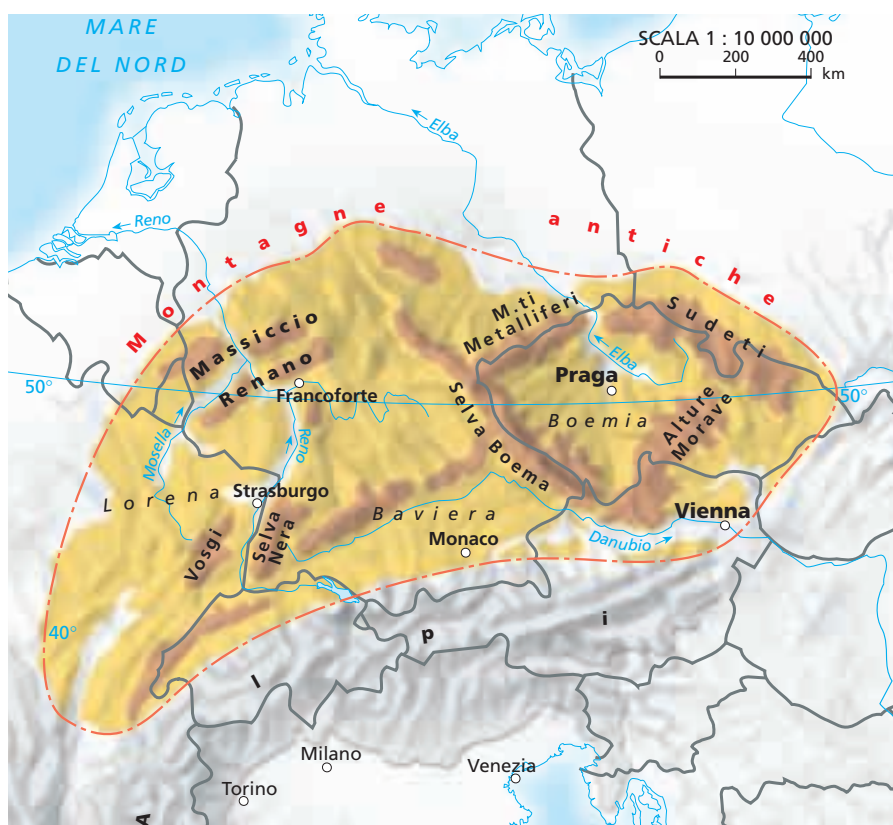 MARE
DEL NORD
SCALA 1 : 10 000 000
0 200 400
km
Elba
Reno
Montagne antiche
M.ti
Metalliferi
Sudeti
Massiccio
Renano
Elba
Praga
50°
Francoforte
50°
Boemia
Alture
Morave
Selva Boema
Mosella
Reno
Lorena
Strasburgo
Baviera
Vienna
Selva
Nera
Vosgi
Monaco
Danubio
40°
A l p i
Milano
Venezia
Torino